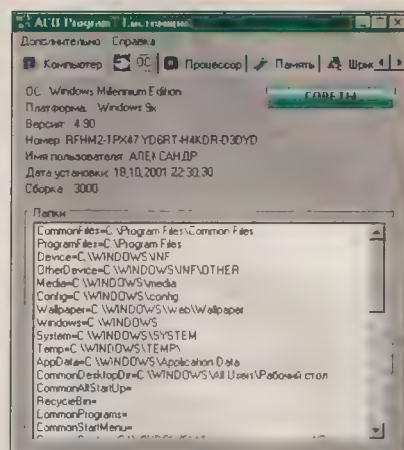 Дополнительно Справка
Компьютер ОС Процессор Память
ОС: Windows Millennium Edition
СОВЕТЫ
Платформа: Windows 9x
Версия: 4.90
Номер: RFHM2-TPX47-YD6RT-H4KDR-D3DYD
Имя пользователя: АЛЕКСАНДР
Дата установки: 18.10.2001 22:30:30
Сборка: 3000
Папки
CommonFiles=C:\Program Files\Common Files
ProgramFiles=C:\Program Files
Device=C:\WINDOWS\INF
OtherDevice=C:\WINDOWS\INF\OTHER
Media=C:\WINDOWS\media
Config=C:\WINDOWS\config
Wallpaper=C:\WINDOWS\web\Wallpaper
Windows=C:\WINDOWS
System=C:\WINDOWS\SYSTEM
Temp=C:\WINDOWS\TEMP\
AppData=C:\WINDOWS\Application Data
CommonDesktopDir=C:\WINDOWS\All Users\Рабочий стол
CommonAltStartUp=
RecycleBin=
CommonPrograms=
CommonStartMenu=